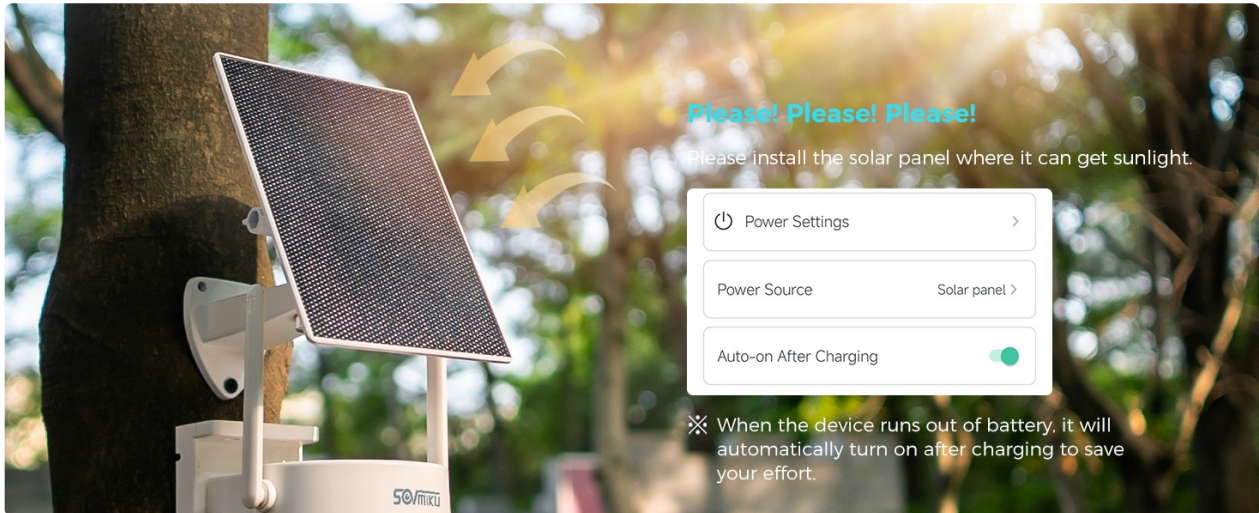 Please! Please! Please!
Please install the solar panel where it can get sunlight.
Power Settings
Power Source Solar panel
Auto-on After Charging
※ When the device runs out of battery, it will
automatically turn on after charging to save
your effort.
SOVMIKU